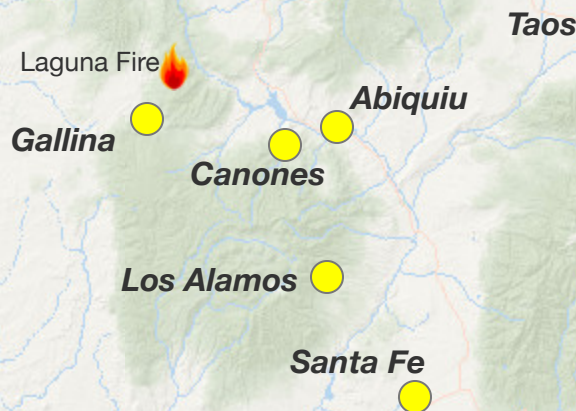 Taos
Laguna Fire
Abiquiu
Gallina
Canones
Los Alamos
Santa Fe